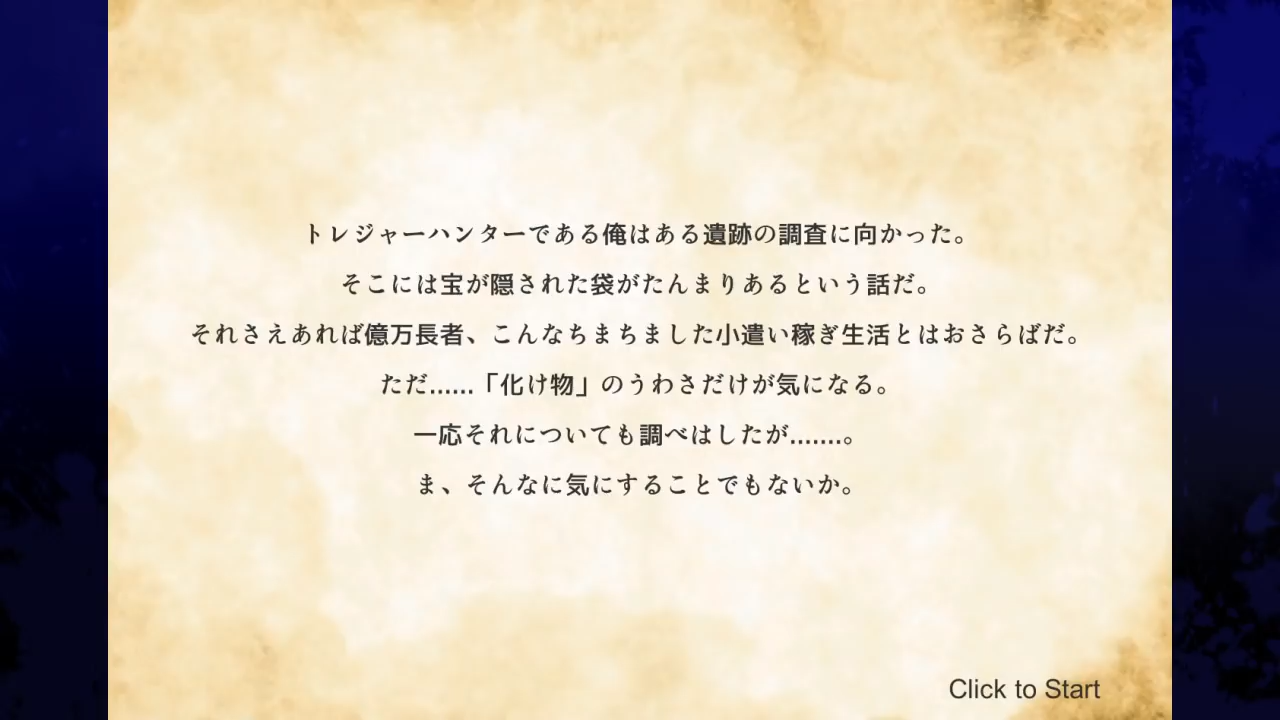 トレジャーハンターである俺はある遺跡の調査に向かった。
そこには宝が隠された袋がたんまりあるという話だ。
それさえあれば億万長者、こんなちまちました小遣い稼ぎ生活とはおさらばだ。
ただ......「化け物」のうわさだけが気になる。
一応それについても調べはしたが.......。
ま、そんなに気にすることでもないか。
Click to Start